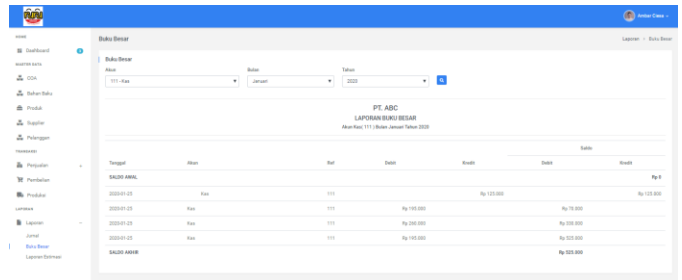 Ambar Clasa
HOME
Buku Besar
Laporan > Buku Besar
Dashboard
MASTER DATA
COA
Bahan Baku
Produk
Supplier
Pelanggan
TRANSAKSI
Penjualan
Pembelian
Produksi
LAPORAN
Laporan
Jurnal
Buku Besar
Laporan Estimasi
Buku Besar
Akun Bulan Tahun
111 - Kas Januari 2020
PT. ABC
LAPORAN BUKU BESAR
Akun Kas( 111 ) Bulan Januari Tahun 2020
Saldo
Tanggal Akun Ref Debit Kredit Debit Kredit
SALDO AWAL Rp 0
2020-01-25 Kas 111 Rp 125.000 Rp 125.000
2020-01-25 Kas 111 Rp 195.000 Rp 70.000
2020-01-25 Kas 111 Rp 260.000 Rp 330.000
2020-01-25 Kas 111 Rp 195.000 Rp 525.000
SALDO AKHIR Rp 525.000